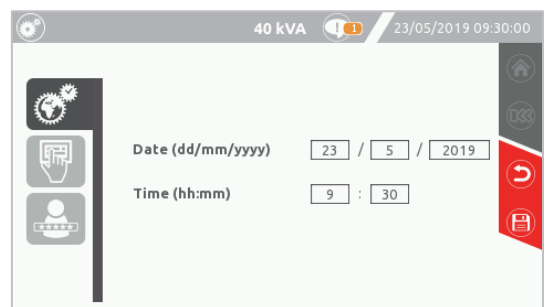 40 kVA 1 23/05/2019 09:30:00
Date (dd/mm/yyyy) 23 / 5 / 2019
Time (hh:mm) 9 : 30
*****